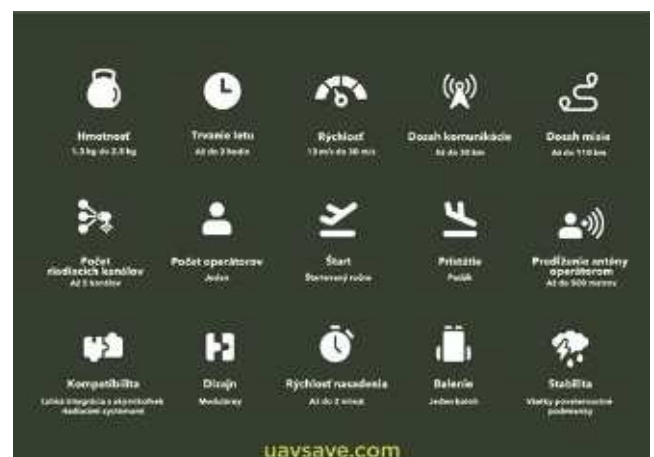 Hmotnosť
Trvanie letu
Rýchlosť
Dosah komunikácie
Dosah misie
1.5 kg do 2.5 kg
Až do 2 hodín
13 m/s do 30 m/s
Až do 30 km
Až do 110 km
Počet
riadiacich kanálov
Počet operátorov
Štart
Pristátie
Predĺženie antény
operátorom
Až 5 kanálov
Jeden
Štartovaný ručne
Padák
Až do 500 metrov
Kompatibilita
Dizajn
Rýchlosť nasadenia
Balenie
Stabilita
Ľahká integrácia s akýmikoľvek
riadiacimi systémami
Modulárny
Až do 2 minút
Jeden batoh
Všetky poveternostné
podmienky
uavsave.com